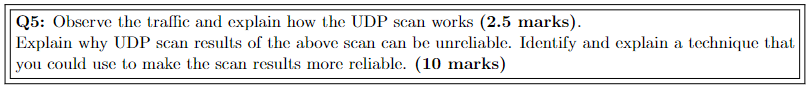 Q5: Observe the traffic and explain how the UDP scan works (2.5 marks).
Explain why UDP scan results of the above scan can be unreliable. Identify and explain a technique that
you could use to make the scan results more reliable. (10 marks)